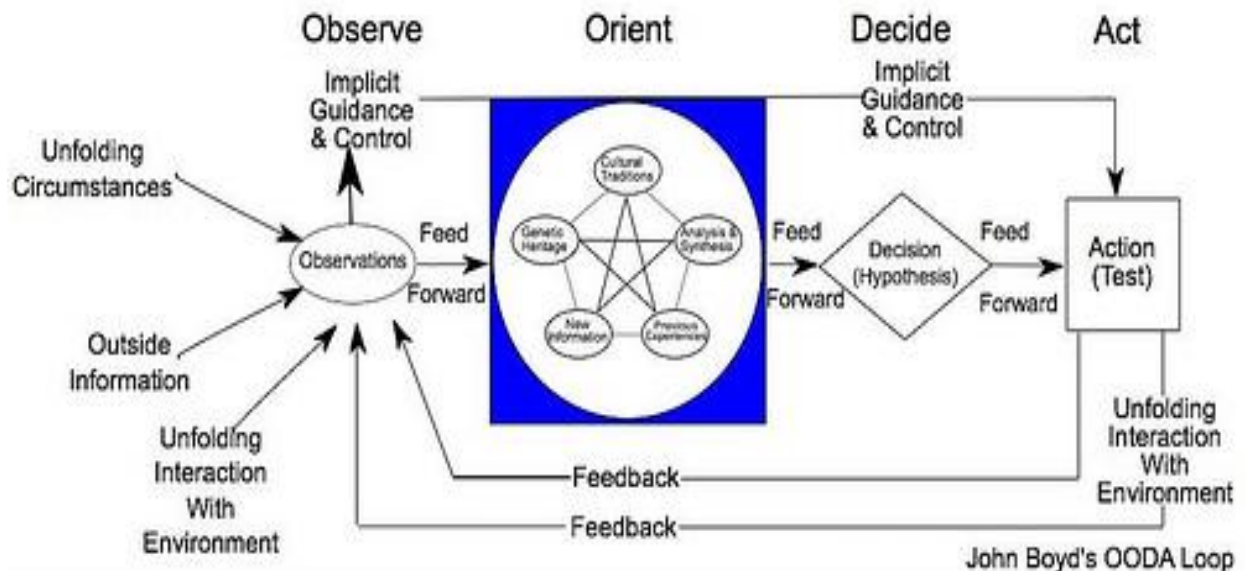 Observe
Orient
Decide
Act
Implicit
Guidance
& Control
Implicit
Guidance
& Control
Unfolding
Circumstances
Observations
Outside
Information
Unfolding
Interaction
With
Environment
Feed
Forward
Cultural
Traditions
Genetic
Heritage
Analysis &
Synthesis
New
Information
Previous
Experiences
Feed
Forward
Decision
(Hypothesis)
Feed
Forward
Action
(Test)
Unfolding
Interaction
With
Environment
Feedback
Feedback
John Boyd's OODA Loop